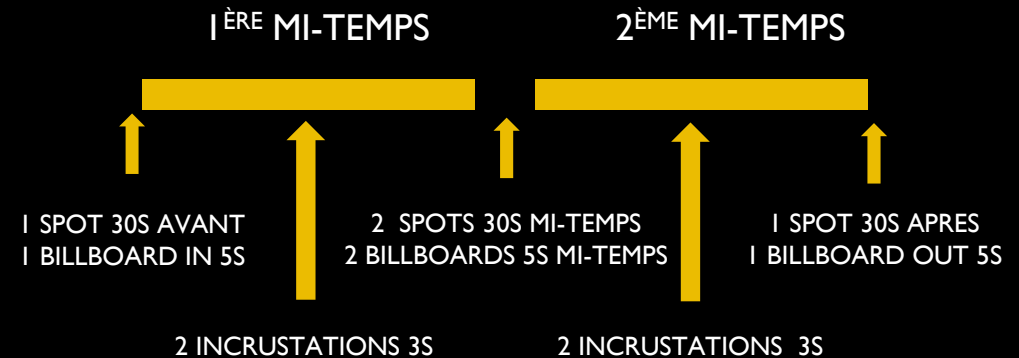 1ÈRE MI-TEMPS
2ÈME MI-TEMPS
1 SPOT 30S AVANT
1 BILLBOARD IN 5S
2 SPOTS 30S MI-TEMPS
2 BILLBOARDS 5S MI-TEMPS
1 SPOT 30S APRES
1 BILLBOARD OUT 5S
2 INCRUSTATIONS 3S
2 INCRUSTATIONS 3S